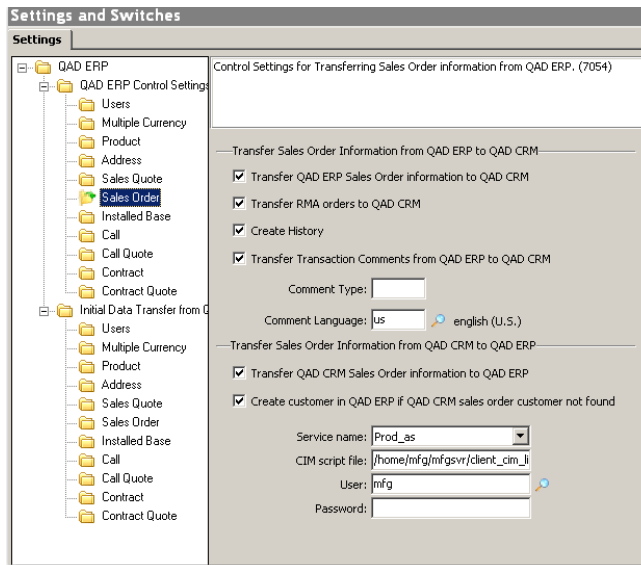 Settings and Switches
Settings
QAD ERP
QAD ERP Control Settings
Users
Multiple Currency
Product
Address
Sales Quote
Sales Order
Installed Base
Call
Call Quote
Contract
Contract Quote
Initial Data Transfer from Q
Users
Multiple Currency
Product
Address
Sales Quote
Sales Order
Installed Base
Call
Call Quote
Contract
Contract Quote
Control Settings for Transferring Sales Order information from QAD ERP. (7054)
Transfer Sales Order Information from QAD ERP to QAD CRM
Transfer QAD ERP Sales Order information to QAD CRM
Transfer RMA orders to QAD CRM
Create History
Transfer Transaction Comments from QAD ERP to QAD CRM
Comment Type:
Comment Language: us english (U.S.)
Transfer Sales Order Information from QAD CRM to QAD ERP
Transfer QAD CRM Sales Order information to QAD ERP
Create customer in QAD ERP if QAD CRM sales order customer not found
Service name: Prod_as
CIM script file: /home/mfg/mfgsvr/client_cim_li
User: mfg
Password: